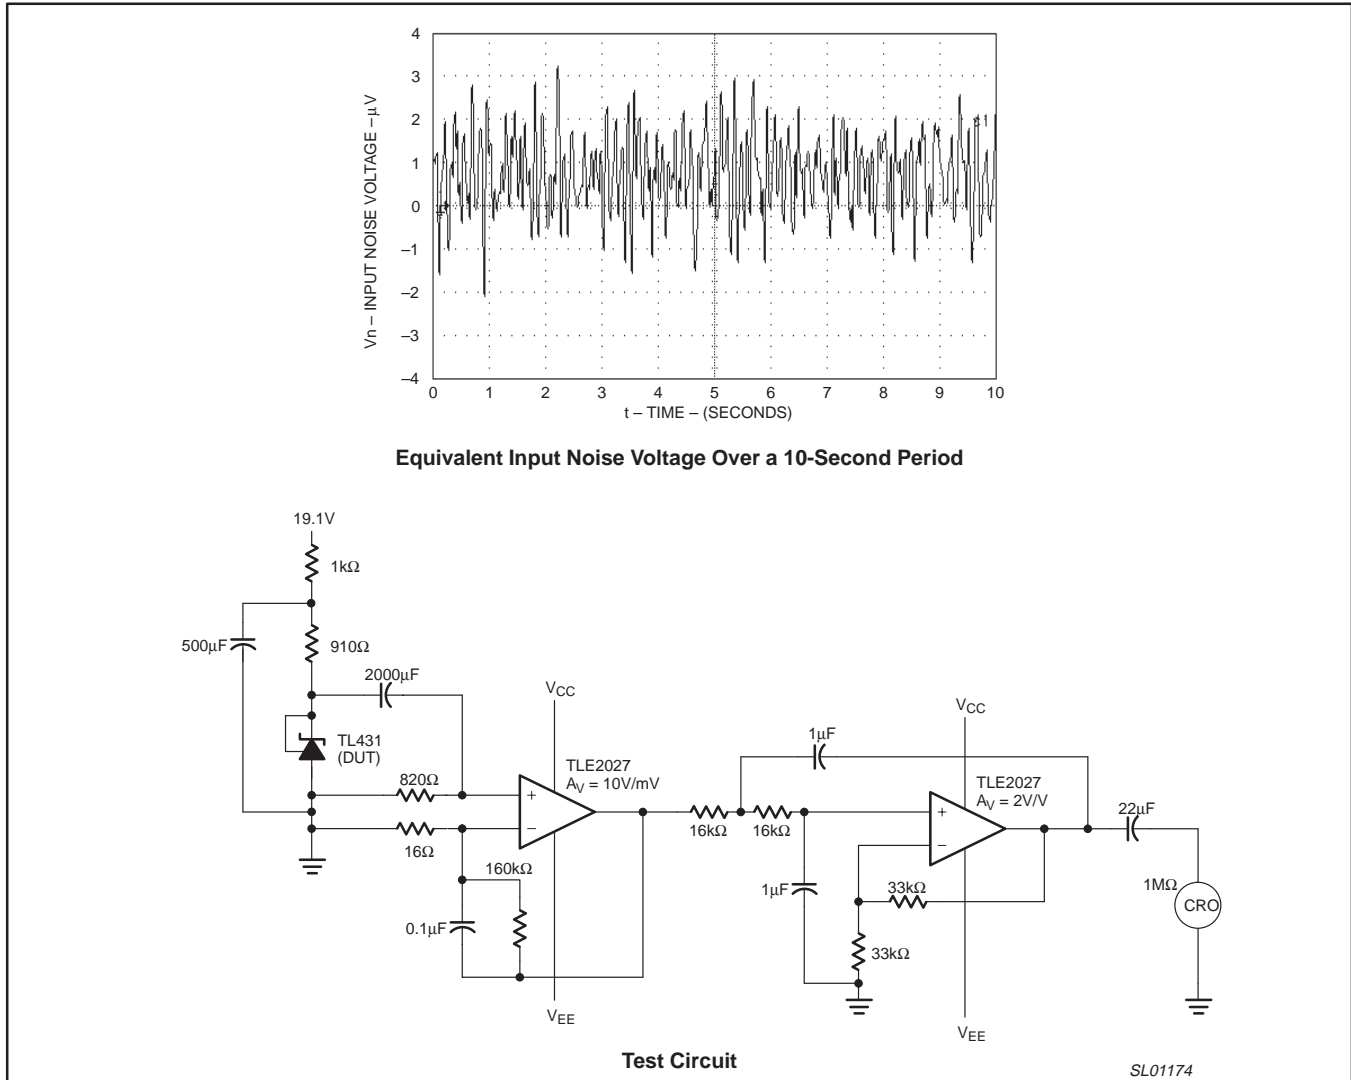 4
3
2
1
0
–1
–2
–3
–4
Vn – INPUT NOISE VOLTAGE –μV
0 1 2 3 4 5 6 7 8 9 10
t – TIME – (SECONDS)
Equivalent Input Noise Voltage Over a 10-Second Period
19.1V
1kΩ
500μF
910Ω
2000μF
VCC
TL431
(DUT)
820Ω
TLE2027
AV = 10V/mV
+
–
16Ω
160kΩ
0.1μF
VEE
16kΩ
16kΩ
1μF
VCC
TLE2027
AV = 2V/V
+
–
22μF
1μF
33kΩ
33kΩ
1MΩ
CRO
VEE
Test Circuit
SL01174